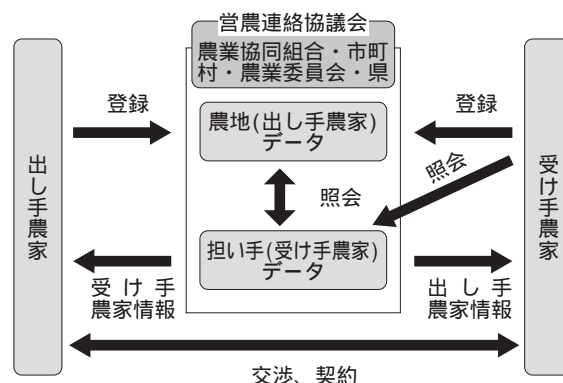 営農連絡協議会
農業協同組合・市町
村・農業委員会・県
登録
農地(出し手農家)
データ
登録
照会
照会
出し手農家
受け手農家
担い手(受け手農家)
データ
受け手
農家情報
出し手
農家情報
交渉、契約